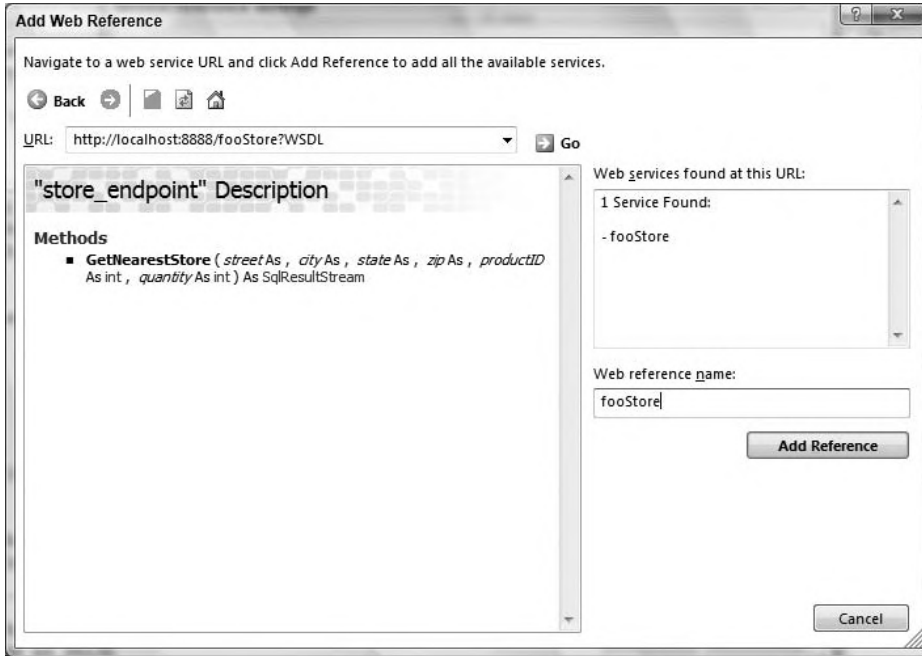 Add Web Reference
Navigate to a web service URL and click Add Reference to add all the available services.
Back
URL: http://localhost:8888/fooStore?WSDL
Go
"store_endpoint" Description
Methods
GetNearestStore ( street As , city As , state As , zip As , productID
As int , quantity As int ) As SqlResultStream
Web services found at this URL:
1 Service Found:
- fooStore
Web reference name:
fooStore
Add Reference
Cancel